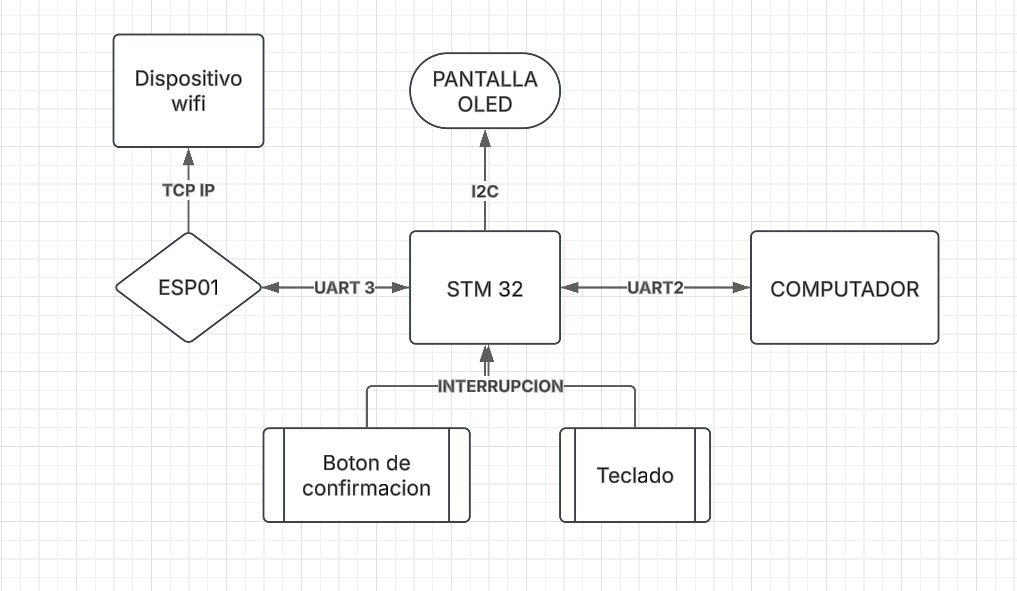 Dispositivo
wifi
PANTALLA
OLED
TCP IP
I2C
ESP01
UART 3
STM 32
UART2
COMPUTADOR
INTERRUPCION
Boton de
confirmacion
Teclado